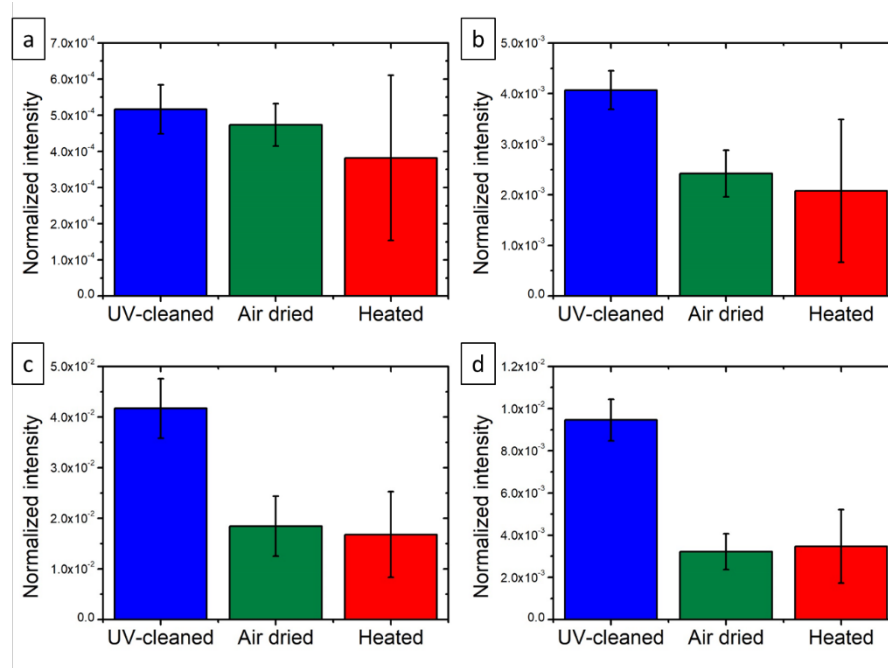 a
Normalized intensity
7.0x10⁻⁴
6.0x10⁻⁴
5.0x10⁻⁴
4.0x10⁻⁴
3.0x10⁻⁴
2.0x10⁻⁴
1.0x10⁻⁴
0.0
UV-cleaned Air dried Heated
b
Normalized intensity
5.0x10⁻³
4.0x10⁻³
3.0x10⁻³
2.0x10⁻³
1.0x10⁻³
0.0
UV-cleaned Air dried Heated
c
Normalized intensity
5.0x10⁻²
4.0x10⁻²
3.0x10⁻²
2.0x10⁻²
1.0x10⁻²
0.0
UV-cleaned Air dried Heated
d
Normalized intensity
1.2x10⁻²
1.0x10⁻²
8.0x10⁻³
6.0x10⁻³
4.0x10⁻³
2.0x10⁻³
0.0
UV-cleaned Air dried Heated